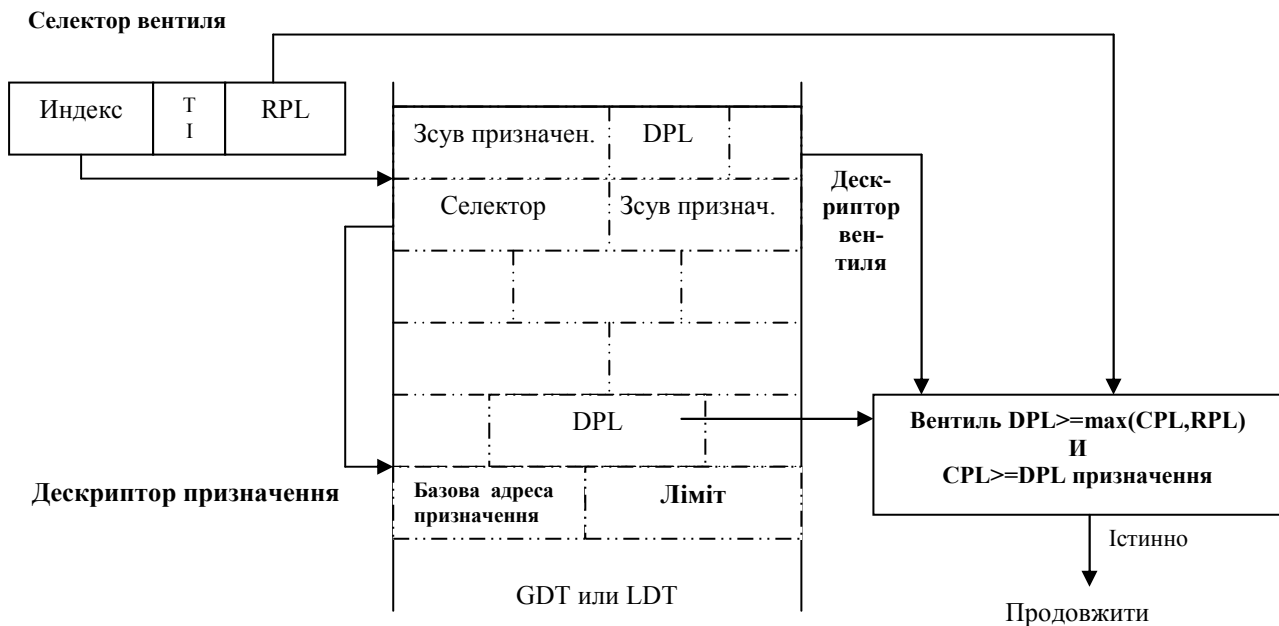 Селектор вентиля
Индекс
Т
І
RPL
Зсув призначен.
DPL
Селектор
Зсув признач.
Деск-
риптор
вен-
тиля
DPL
Вентиль DPL>=max(CPL,RPL)
И
CPL>=DPL призначення
Дескриптор призначення
Базова адреса
призначення
Ліміт
Істинно
GDT или LDT
Продовжити